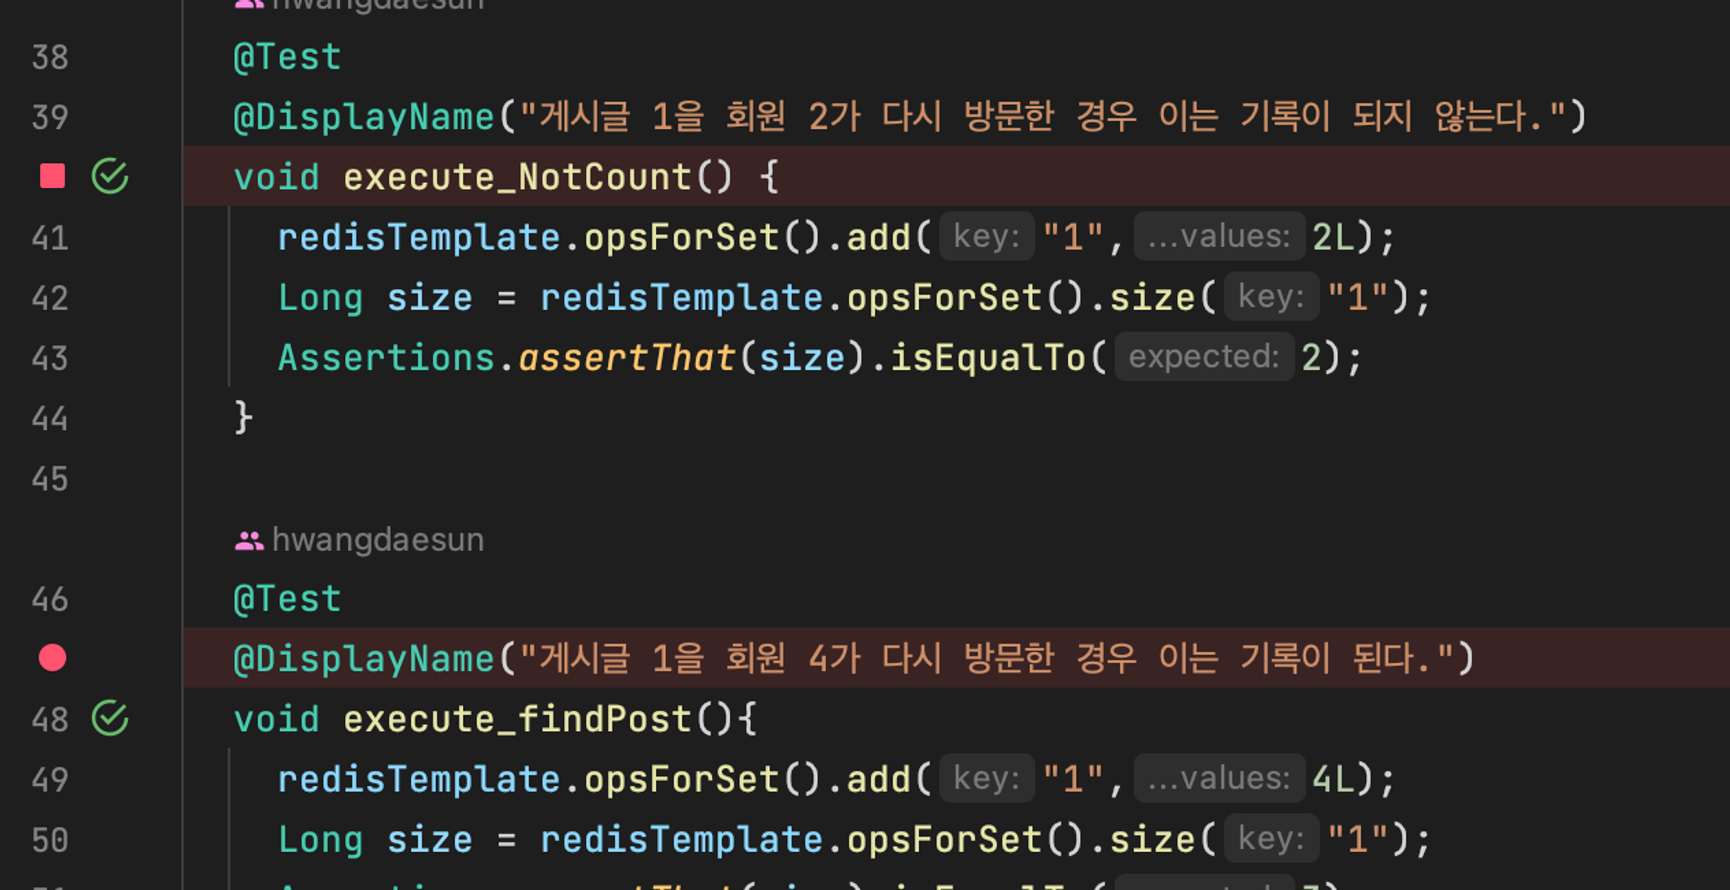 hwangdaesun
38 @Test
39 @DisplayName("게시글 1을 회원 2가 다시 방문한 경우 이는 기록이 되지 않는다.")
void execute_NotCount() {
41 redisTemplate.opsForSet().add( key: "1", ...values: 2L);
42 Long size = redisTemplate.opsForSet().size( key: "1");
43 Assertions.assertThat(size).isEqualTo( expected: 2);
44 }
45
hwangdaesun
46 @Test
@DisplayName("게시글 1을 회원 4가 다시 방문한 경우 이는 기록이 된다.")
48 void execute_findPost(){
49 redisTemplate.opsForSet().add( key: "1", ...values: 4L);
50 Long size = redisTemplate.opsForSet().size( key: "1");